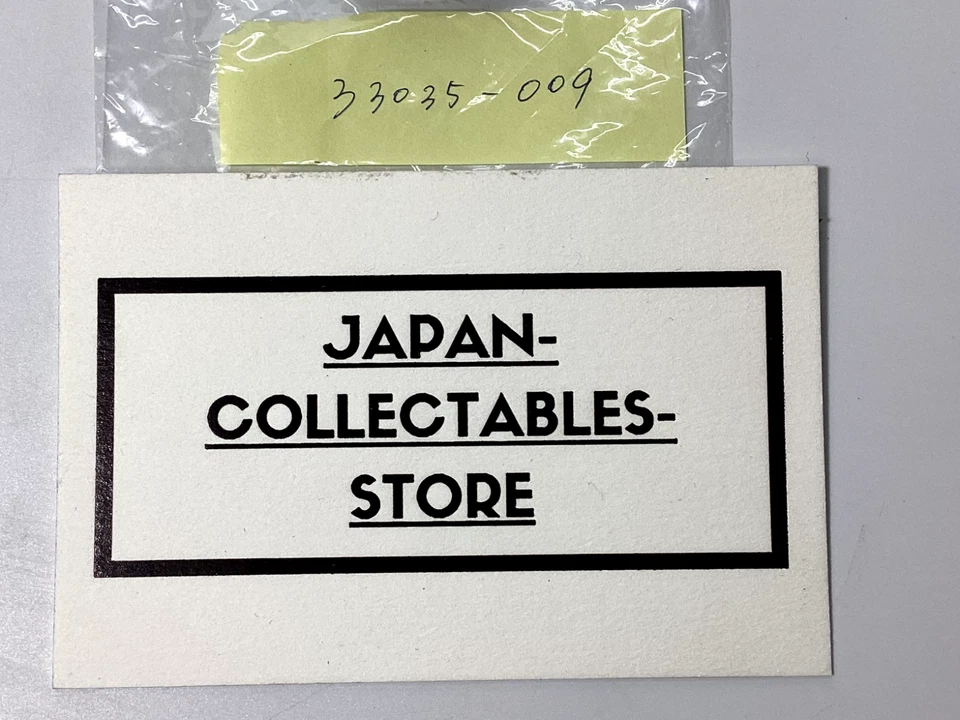 33035-009
JAPAN-
COLLECTABLES-
STORE